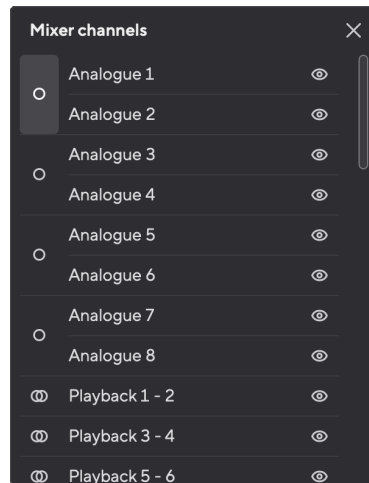 Mixer channels
Analogue 1
Analogue 2
Analogue 3
Analogue 4
Analogue 5
Analogue 6
Analogue 7
Analogue 8
Playback 1 - 2
Playback 3 - 4
Playback 5 - 6